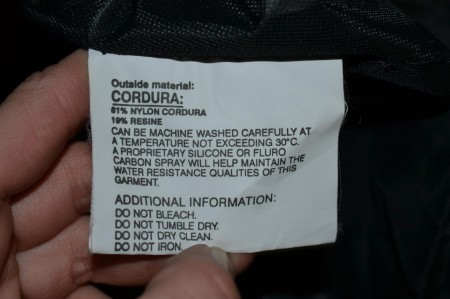 Outside material:
CORDURA:
81% NYLON CORDURA
19% RESINE
CAN BE MACHINE WASHED CAREFULLY AT
A TEMPERATURE NOT EXCEEDING 30°C.
A PROPRIETARY SILICONE OR FLURO
CARBON SPRAY WILL HELP MAINTAIN THE
WATER RESISTANCE QUALITIES OF THIS
GARMENT.
ADDITIONAL INFORMATION:
DO NOT BLEACH.
DO NOT TUMBLE DRY.
DO NOT DRY CLEAN.
DO NOT IRON.